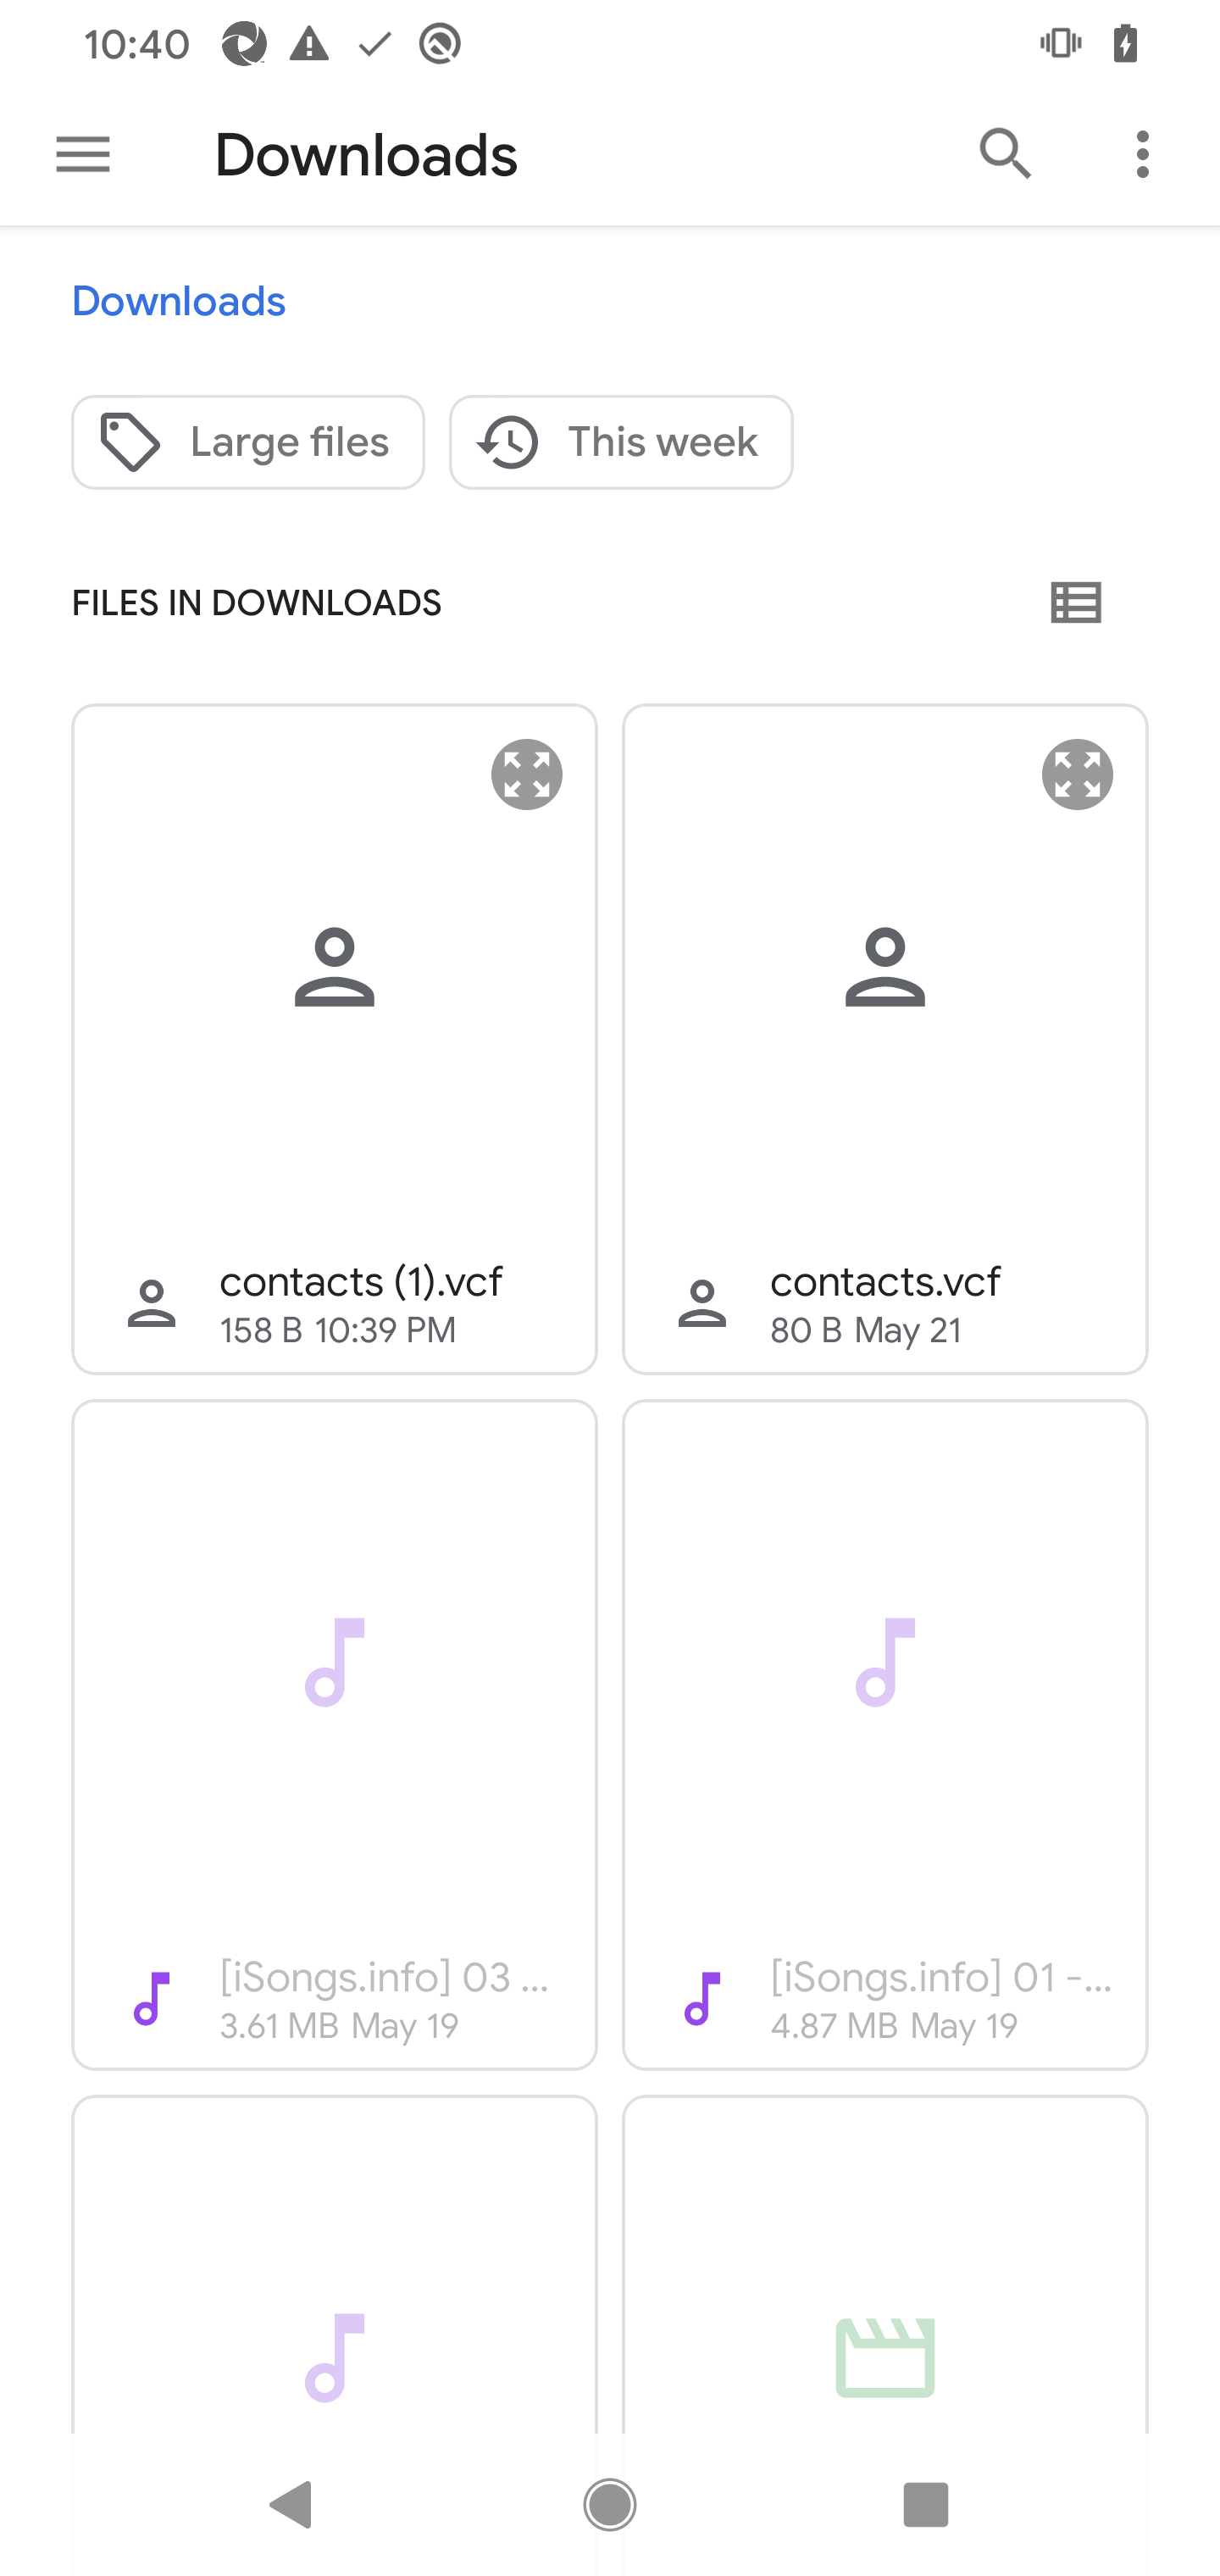 10:40
Downloads
Downloads
Large files
This week
FILES IN DOWNLOADS
contacts (1).vcf
158 B 10:39 PM
contacts.vcf
80 B May 21
[iSongs.info] 03 ...
3.61 MB May 19
[iSongs.info] 01 -...
4.87 MB May 19